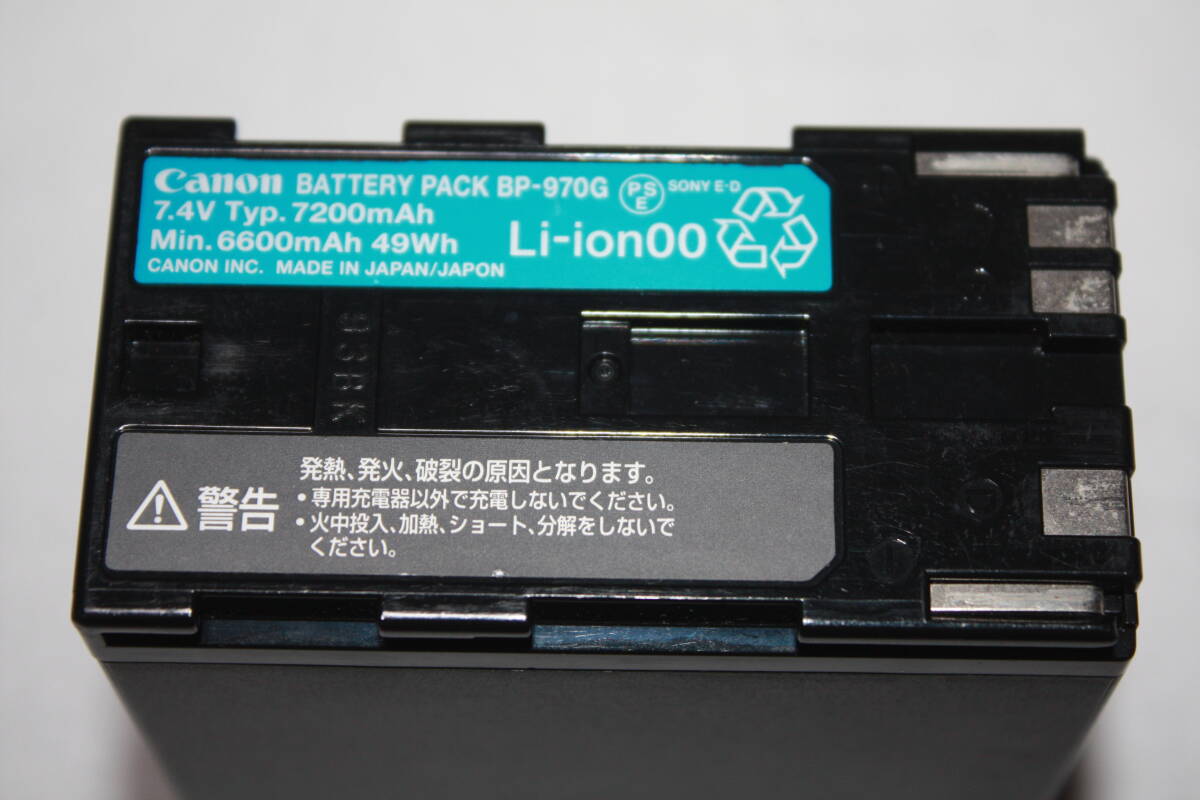 Canon BATTERY PACK BP-970G PSE SONY E-D
7.4V Typ. 7200mAh
Min. 6600mAh 49Wh Li-ion00
CANON INC. MADE IN JAPAN/JAPON
警告
発熱、発火、破裂の原因となります。
・専用充電器以外で充電しないでください。
・火中投入、加熱、ショート、分解をしないで
ください。